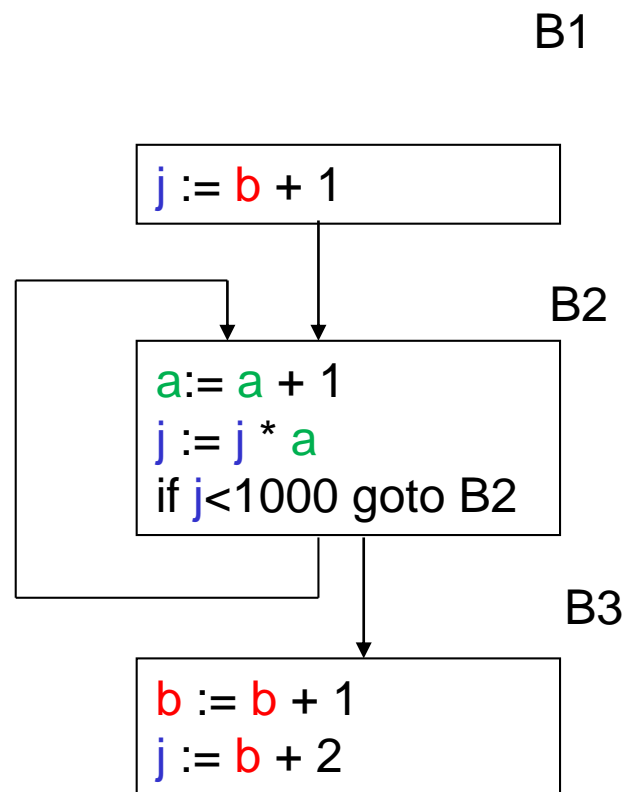 B1
j := b + 1
B2
a:= a + 1
j := j * a
if j<1000 goto B2
B3
b := b + 1
j := b + 2